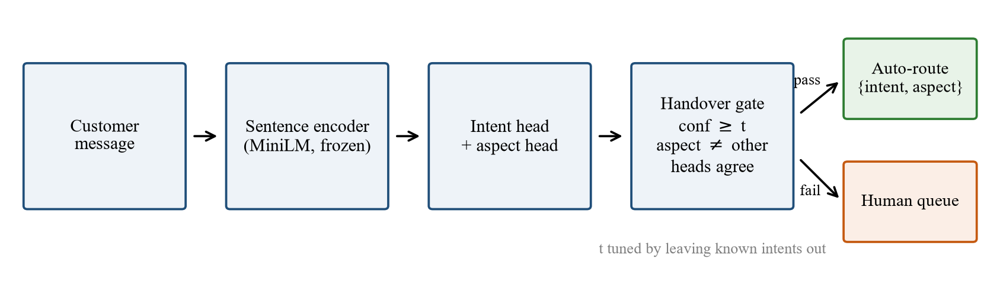 Customer
message
Sentence encoder
(MiniLM, frozen)
Intent head
+ aspect head
Handover gate
conf ≥ t
aspect ≠ other
heads agree
pass
fail
Auto-route
{intent, aspect}
Human queue
t tuned by leaving known intents out